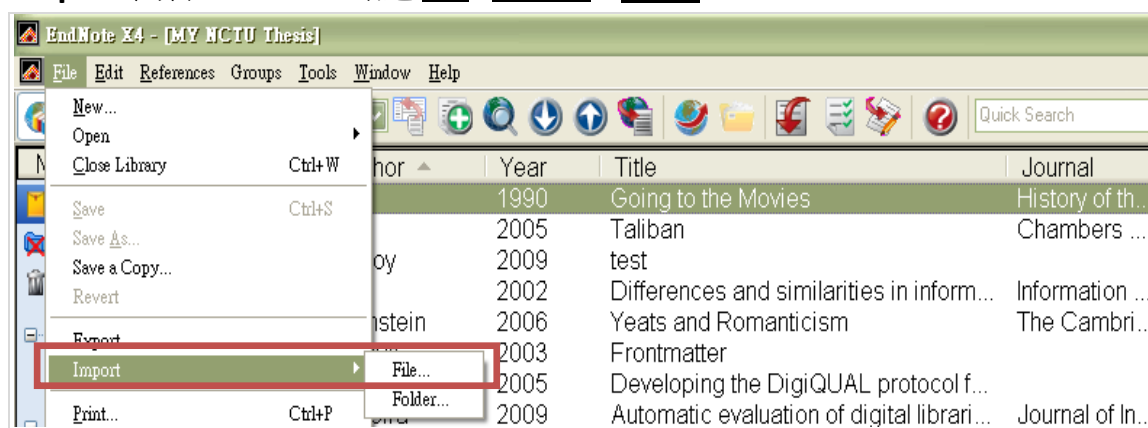 EndNote X4 - [MY NCTU Thesis]
File Edit References Groups Tools Window Help
New...
Open
Quick Search
Close Library Ctrl+W
hor Year Title Journal
1990 Going to the Movies History of th...
Save Ctrl+S
2005 Taliban Chambers ...
Save As...
oy 2009 test
Save a Copy...
2002 Differences and similarities in inform... Information ...
Revert
nstein 2006 Yeats and Romanticism The Cambri...
Export
2003 Frontmatter
Import File...
2005 Developing the DigiQUAL protocol f...
Folder...
Print... Ctrl+P
2009 Automatic evaluation of digital librari... Journal of In...